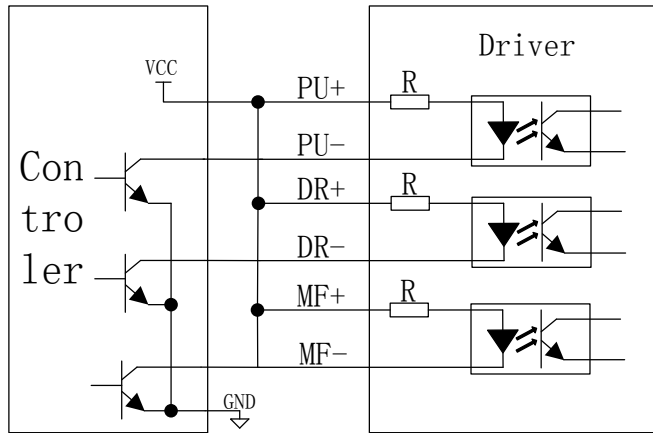 Driver
VCC
PU+
R
PU-
Con
tro
ler
DR+
R
DR-
MF+
R
MF-
GND